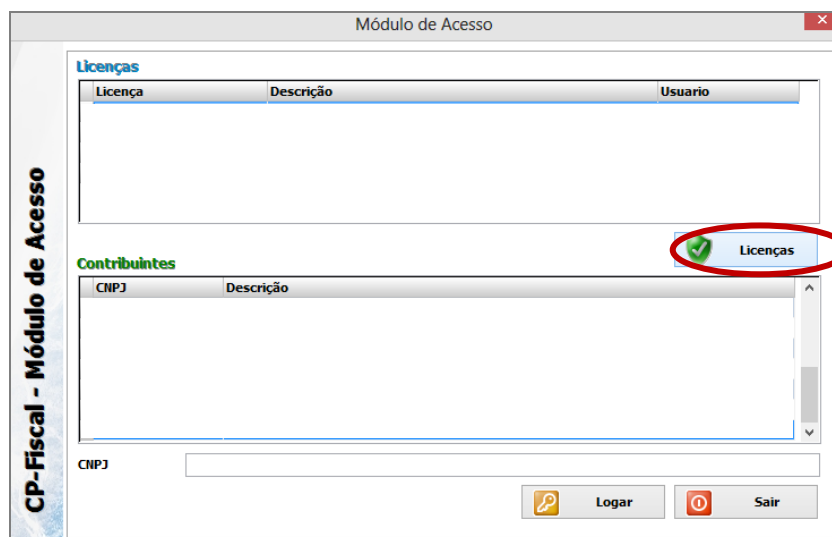 Módulo de Acesso
CP-Fiscal - Módulo de Acesso
Licenças
Licença Descrição Usuario
Licenças
Contribuintes
CNPJ Descrição
CNPJ
Logar Sair